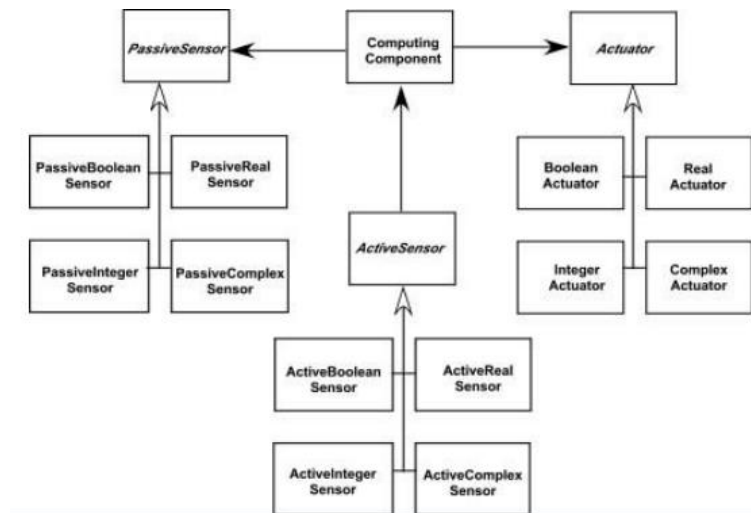 PassiveSensor
Computing
Component
Actuator
PassiveBoolean
Sensor
PassiveReal
Sensor
Boolean
Actuator
Real
Actuator
ActiveSensor
PassiveInteger
Sensor
PassiveComplex
Sensor
Integer
Actuator
Complex
Actuator
ActiveBoolean
Sensor
ActiveReal
Sensor
ActiveInteger
Sensor
ActiveComplex
Sensor